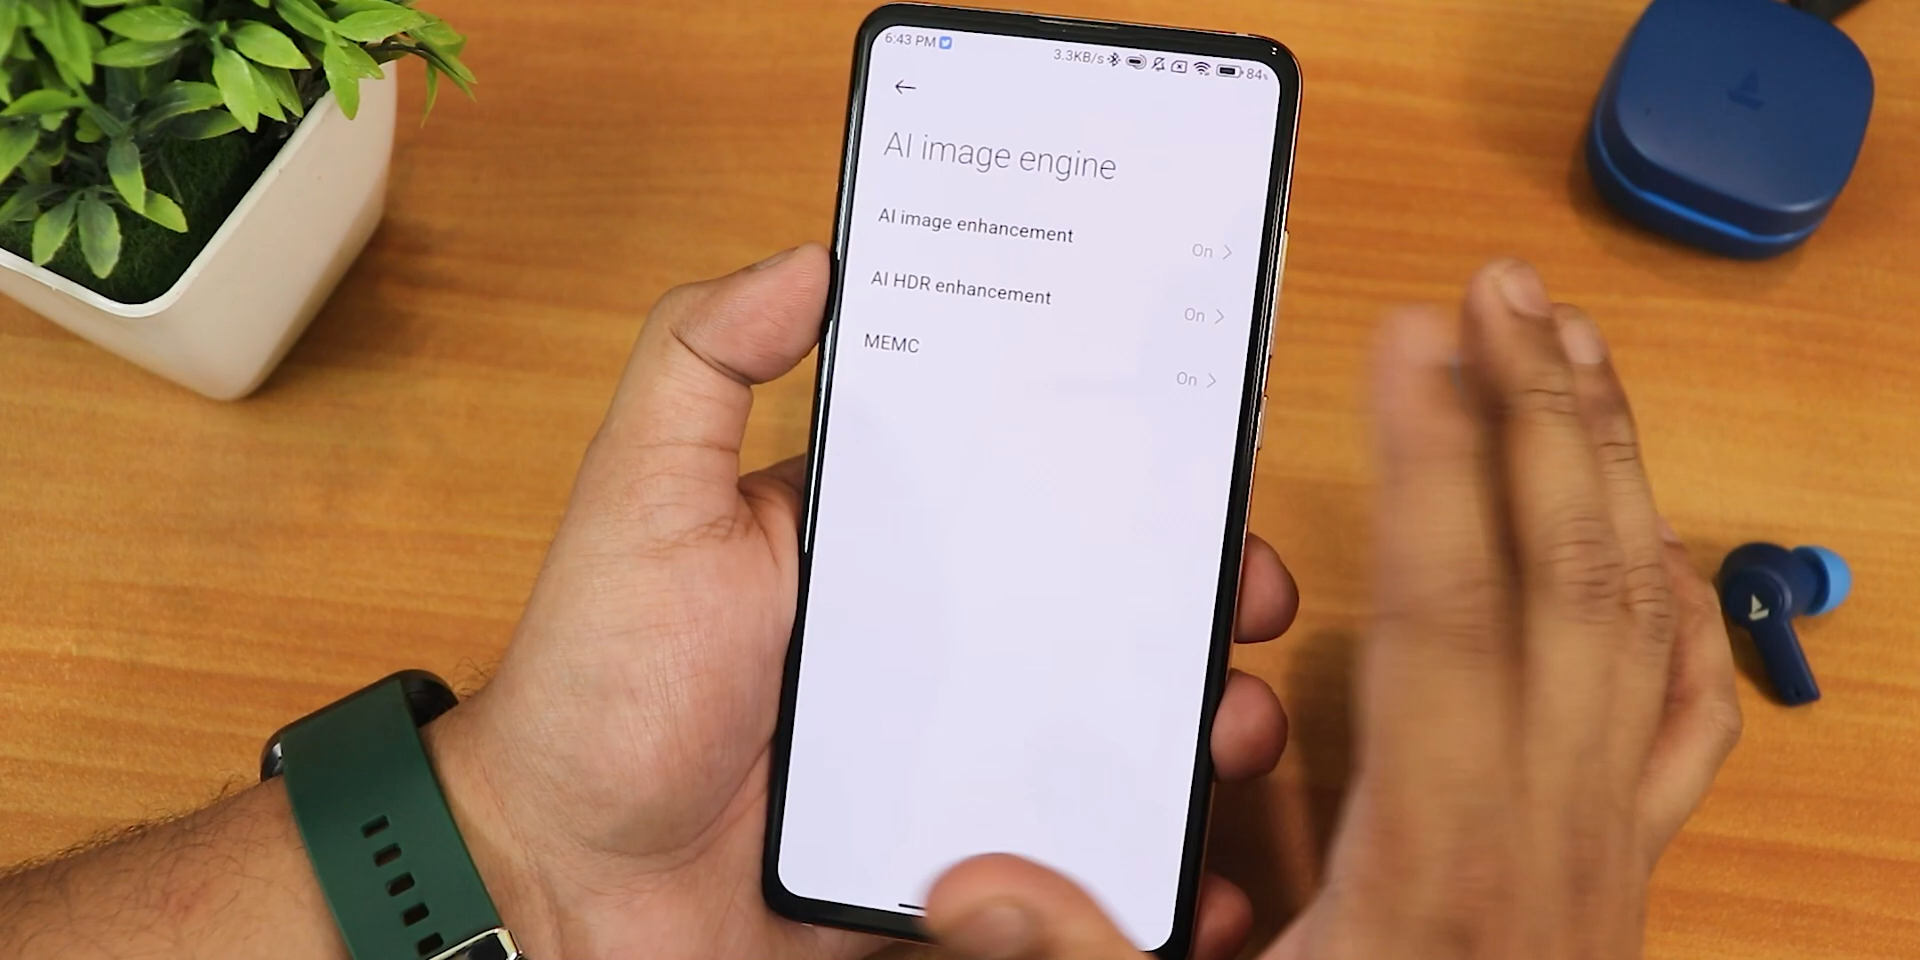 6:43 PM
3.3KB/s 84%
AI image engine
AI image enhancement
On
AI HDR enhancement
On
MEMC
On